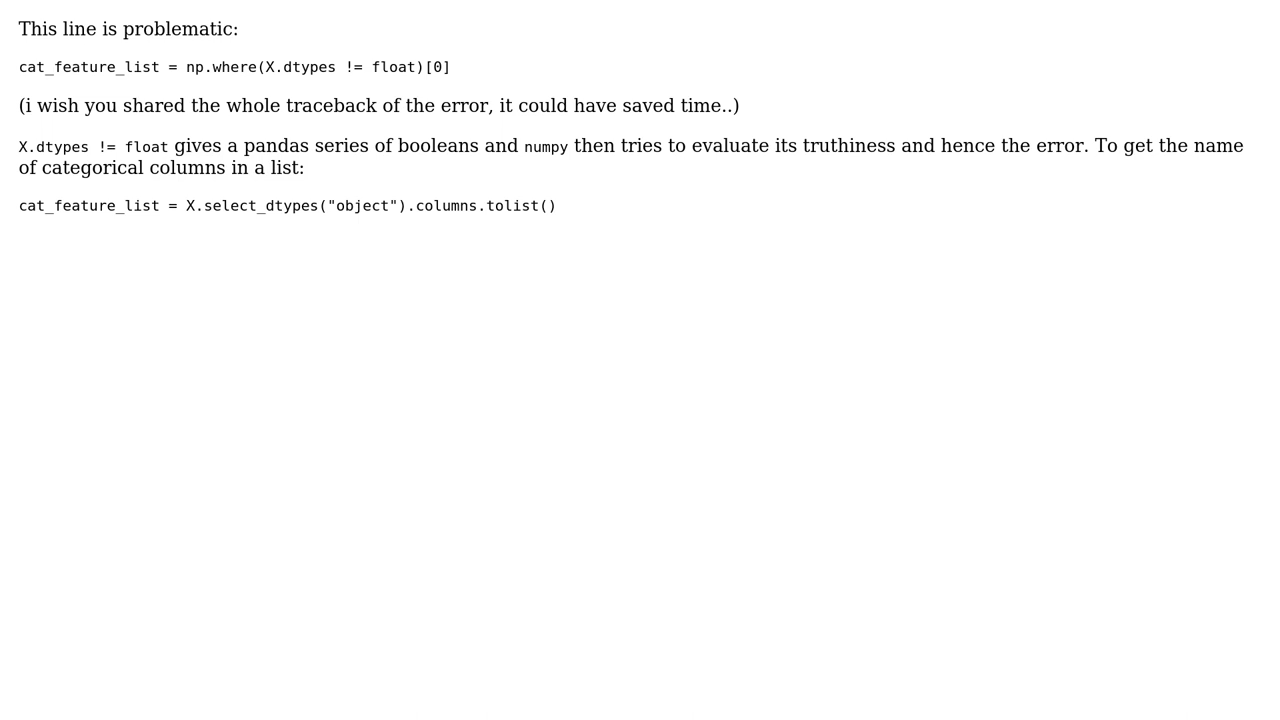 This line is problematic:
cat_feature_list = np.where(X.dtypes != float)[0]
(i wish you shared the whole traceback of the error, it could have saved time..)
X.dtypes != float gives a pandas series of booleans and numpy then tries to evaluate its truthiness and hence the error. To get the name
of categorical columns in a list:
cat_feature_list = X.select_dtypes("object").columns.tolist()